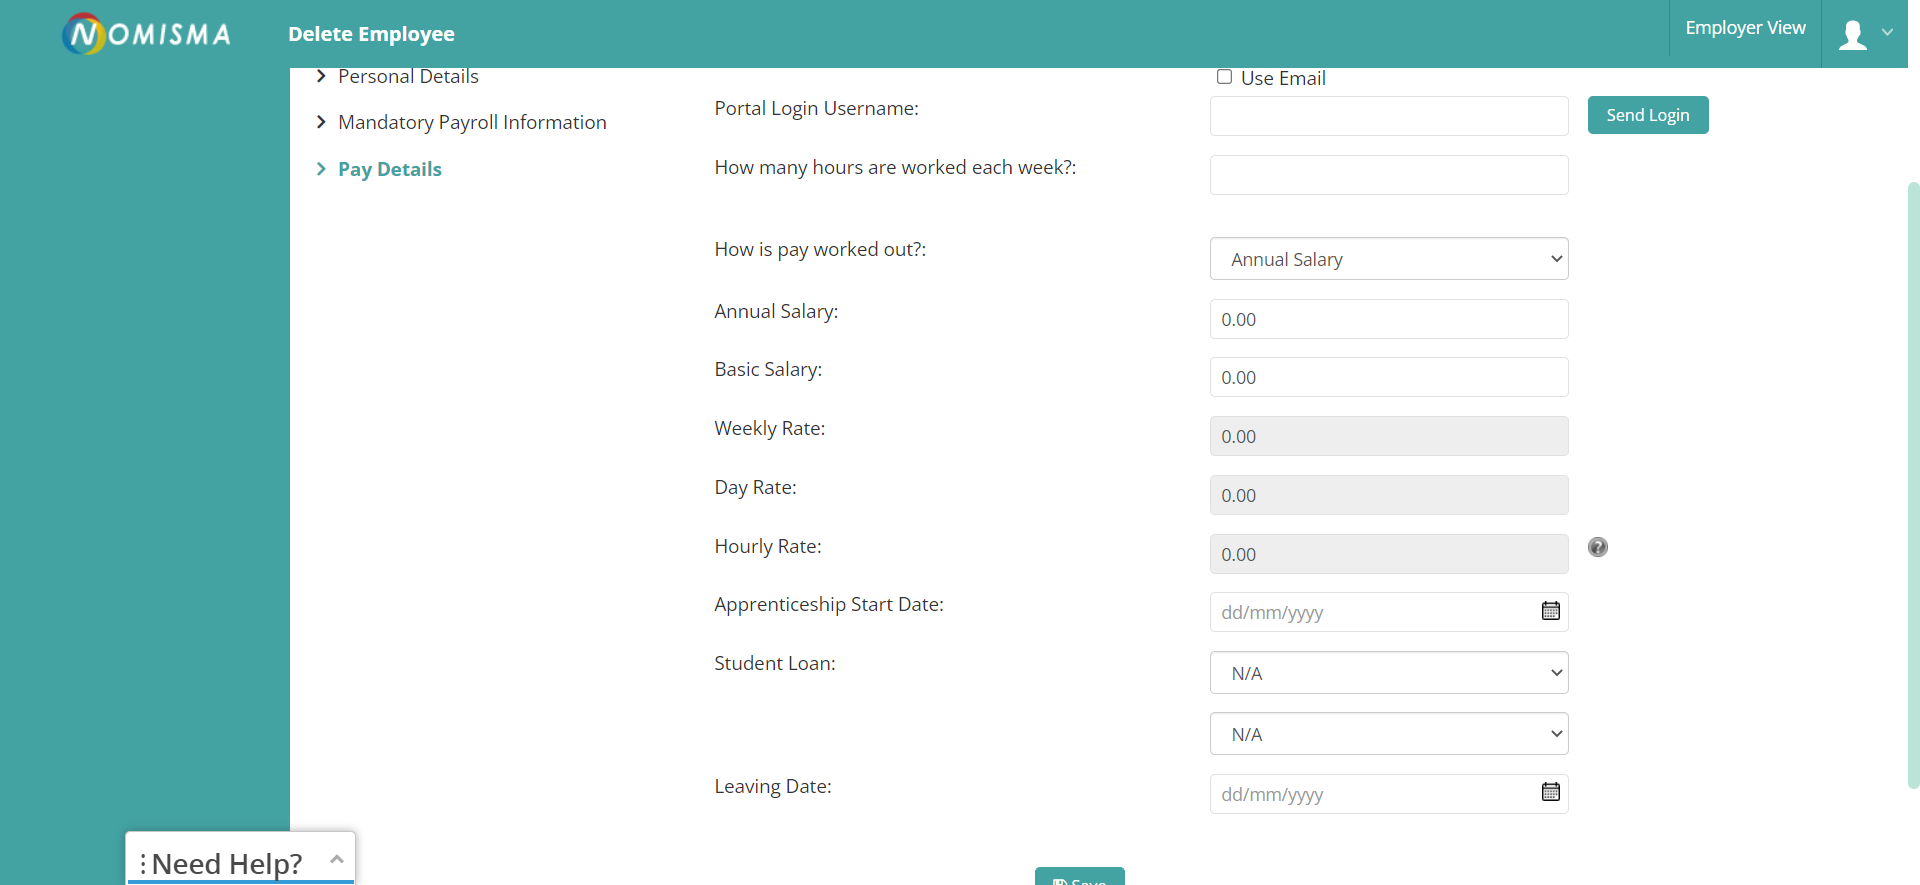 NOMISMA
Delete Employee
Employer View
Personal Details
Mandatory Payroll Information
Pay Details
Use Email
Portal Login Username:
Send Login
How many hours are worked each week?:
How is pay worked out?:
Annual Salary
Annual Salary:
0.00
Basic Salary:
0.00
Weekly Rate:
0.00
Day Rate:
0.00
Hourly Rate:
0.00
?
Apprenticeship Start Date:
dd/mm/yyyy
Student Loan:
N/A
N/A
Leaving Date:
dd/mm/yyyy
Need Help?
Save